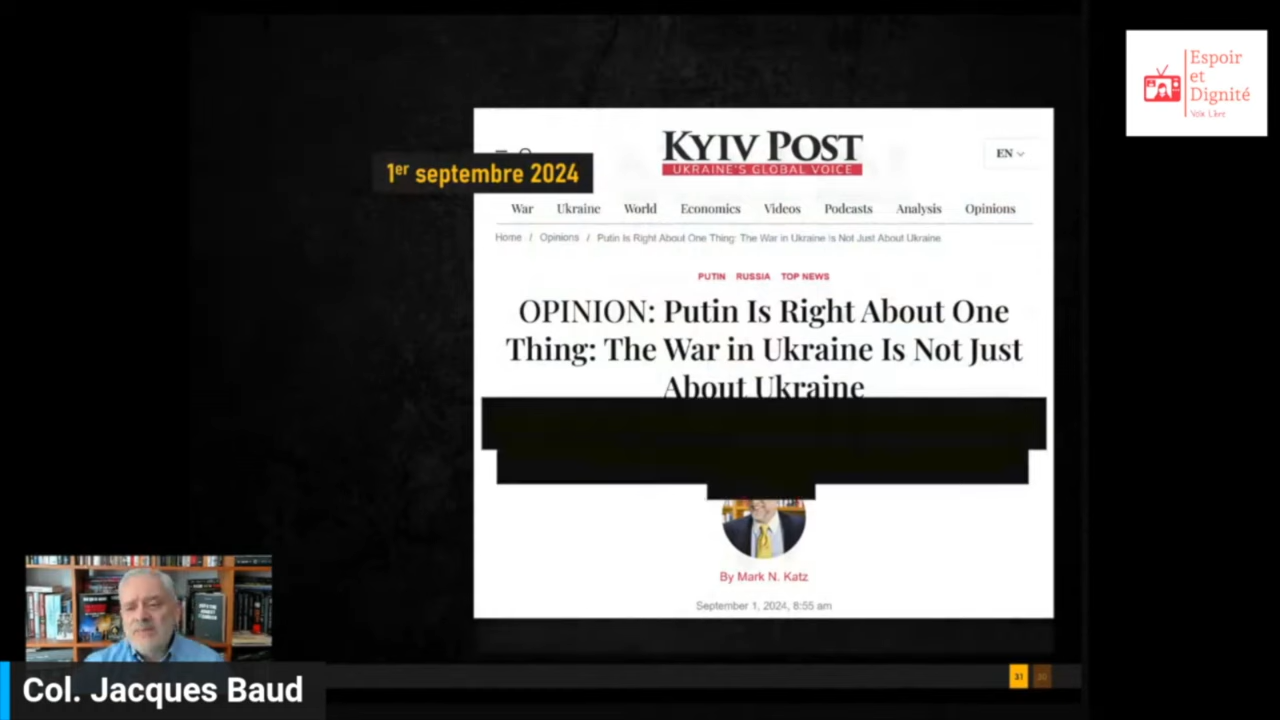 Espoir
et
Dignité
1er septembre 2024
KYIV POST
UKRAINE'S GLOBAL VOICE
EN
War Ukraine World Economics Videos Podcasts Analysis Opinions
Home / Opinions / Putin Is Right About One Thing: The War in Ukraine Is Not Just About Ukraine
PUTIN RUSSIA TOP NEWS
OPINION: Putin Is Right About One
Thing: The War in Ukraine Is Not Just
About Ukraine
By Mark N. Katz
September 1, 2024, 8:55 am
31
Col. Jacques Baud